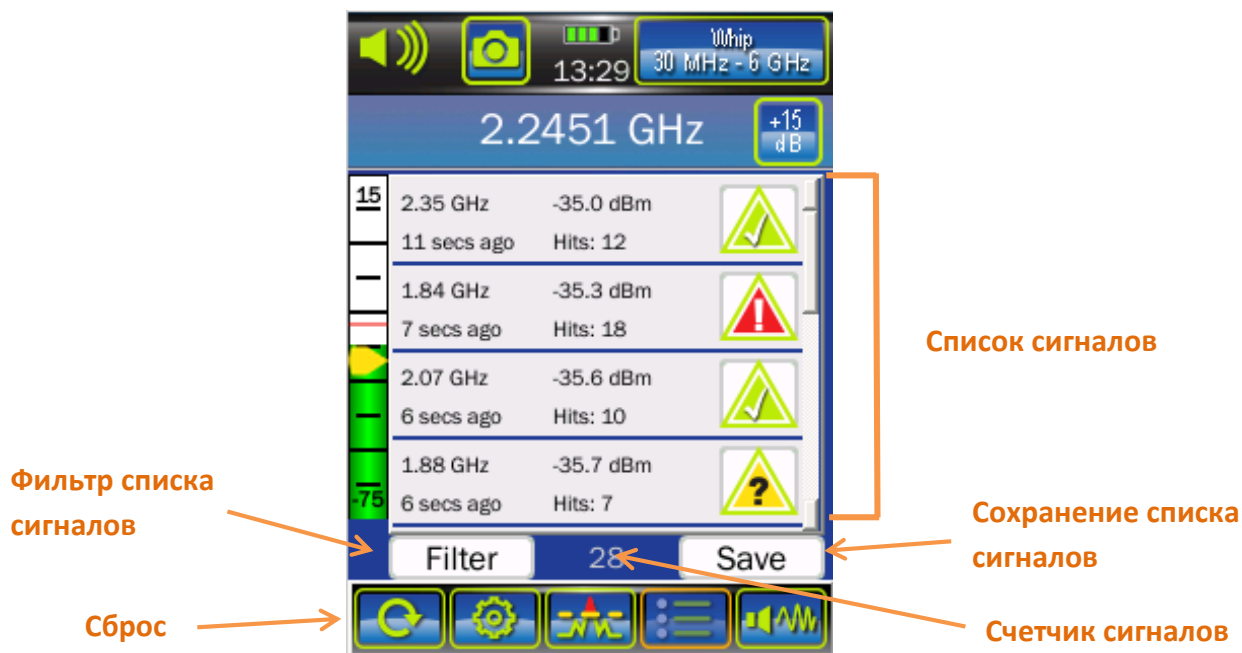 Whip
13:29 30 MHz - 6 GHz
2.2451 GHz
+15
dB
15
2.35 GHz -35.0 dBm
11 secs ago Hits: 12
1.84 GHz -35.3 dBm
7 secs ago Hits: 18
Список сигналов
2.07 GHz -35.6 dBm
6 secs ago Hits: 10
1.88 GHz -35.7 dBm
6 secs ago Hits: 7
-75
Фильтр списка
сигналов
Сохранение списка
сигналов
Filter 28 Save
Сброс
Счетчик сигналов